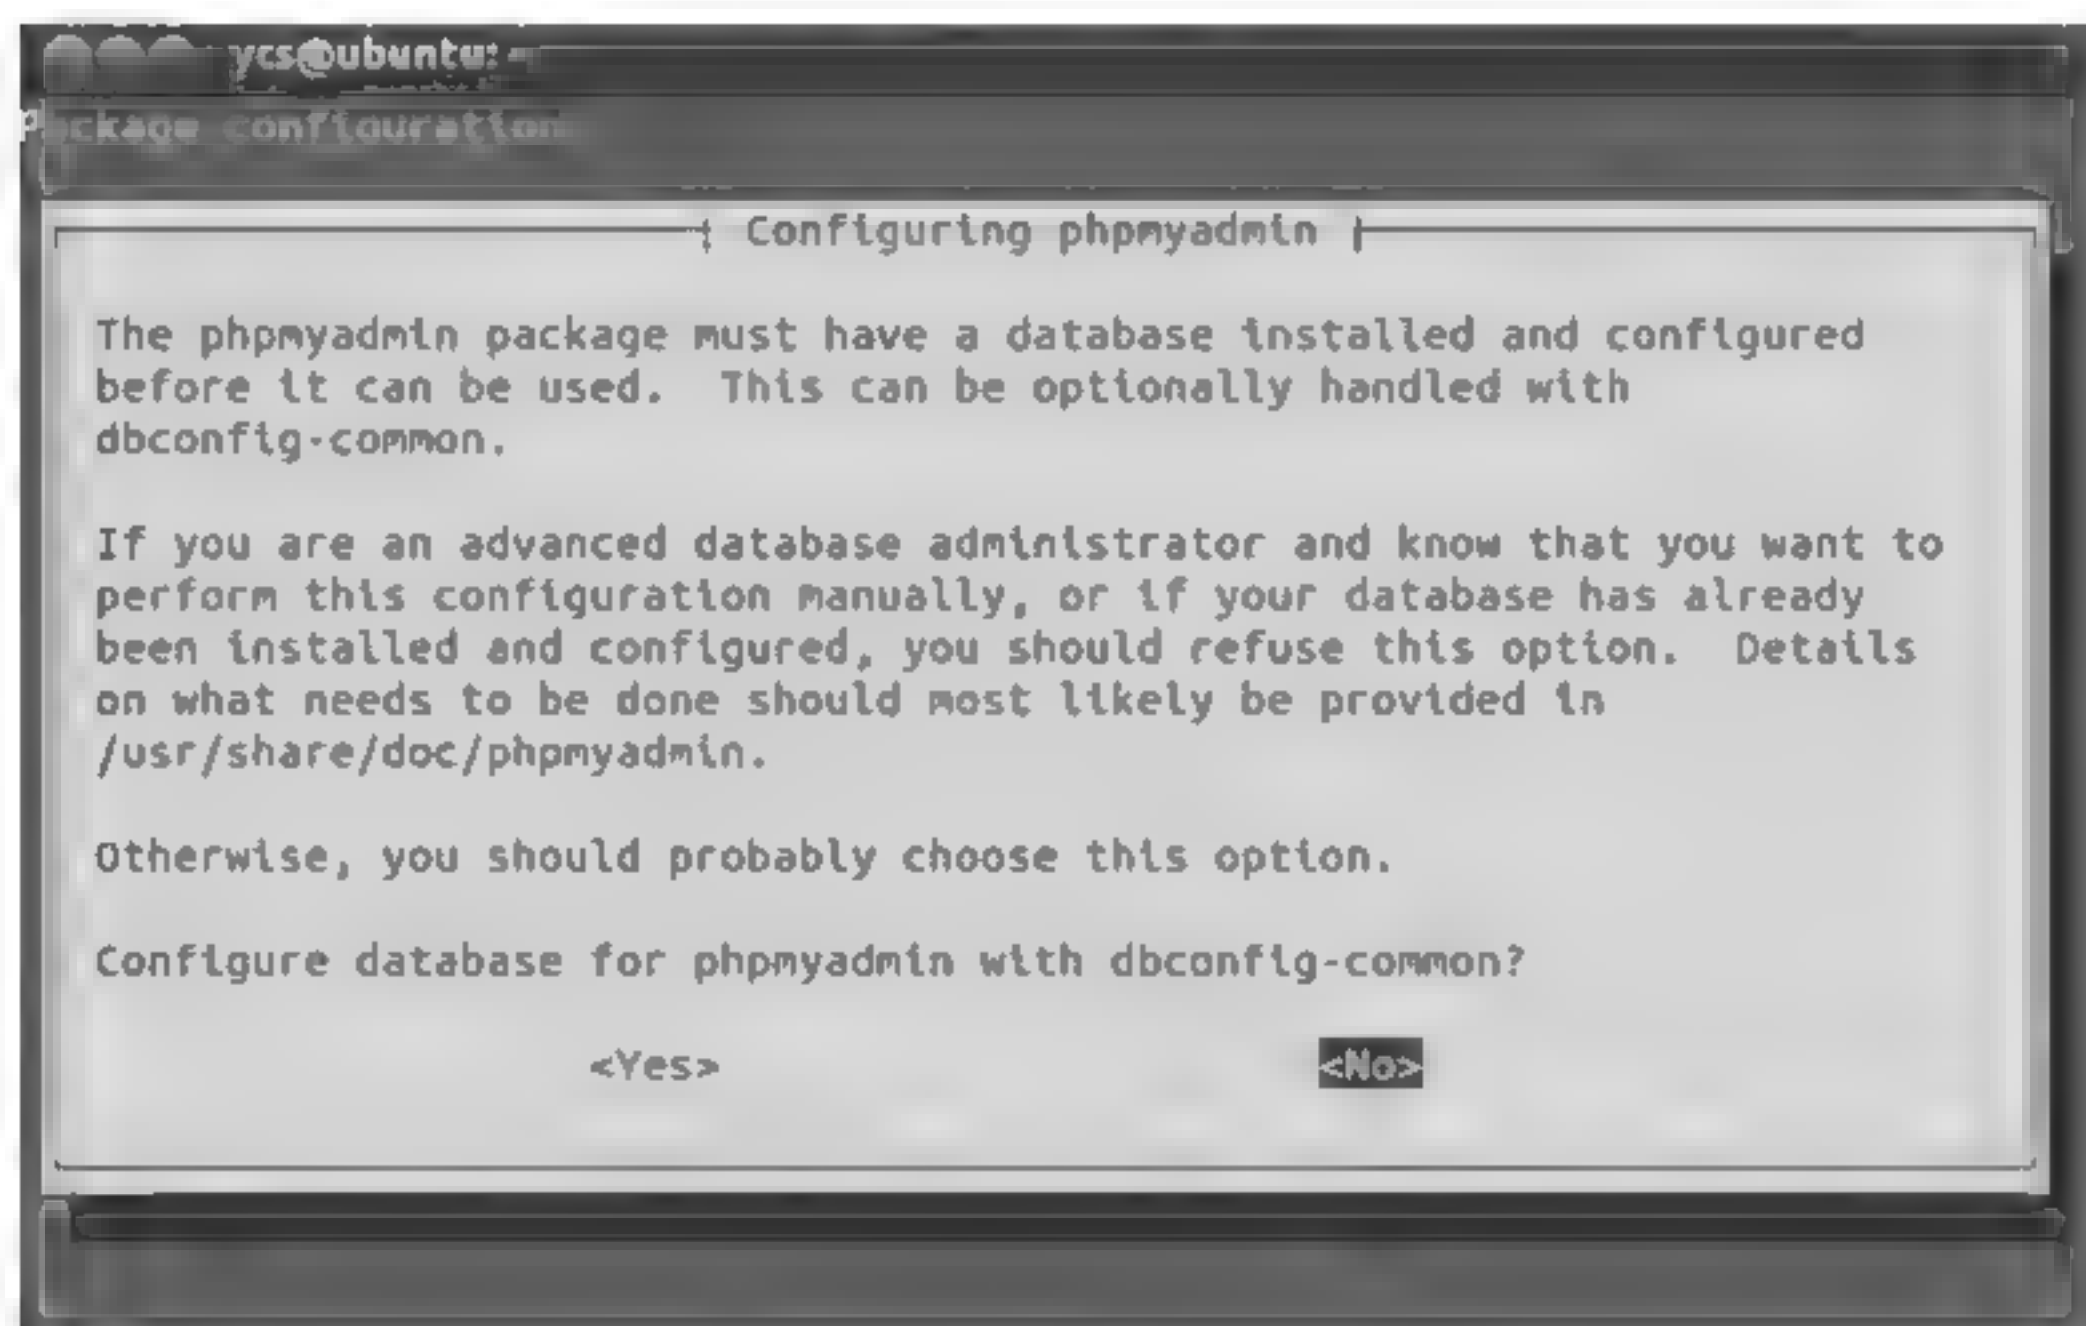 ycs@ubuntu: ~
Package configuration
Configuring phpmyadmin
The phpmyadmin package must have a database installed and configured
before it can be used.  This can be optionally handled with
dbconfig-common.
If you are an advanced database administrator and know that you want to
perform this configuration manually, or if your database has already
been installed and configured, you should refuse this option.  Details
on what needs to be done should most likely be provided in
/usr/share/doc/phpmyadmin.
Otherwise, you should probably choose this option.
Configure database for phpmyadmin with dbconfig-common?
<Yes> <No>